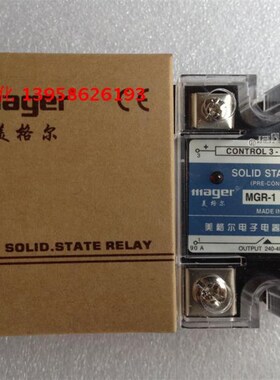 13958626193
mager CE
美格尔
SOLID.STATE RELAY
CONTROL 3-
3+
SOLID STA
(PRE-CON
mager
美格尔
MGR-1
MADE IN
美格尔电子电器
90 A
OUTPUT 240-4